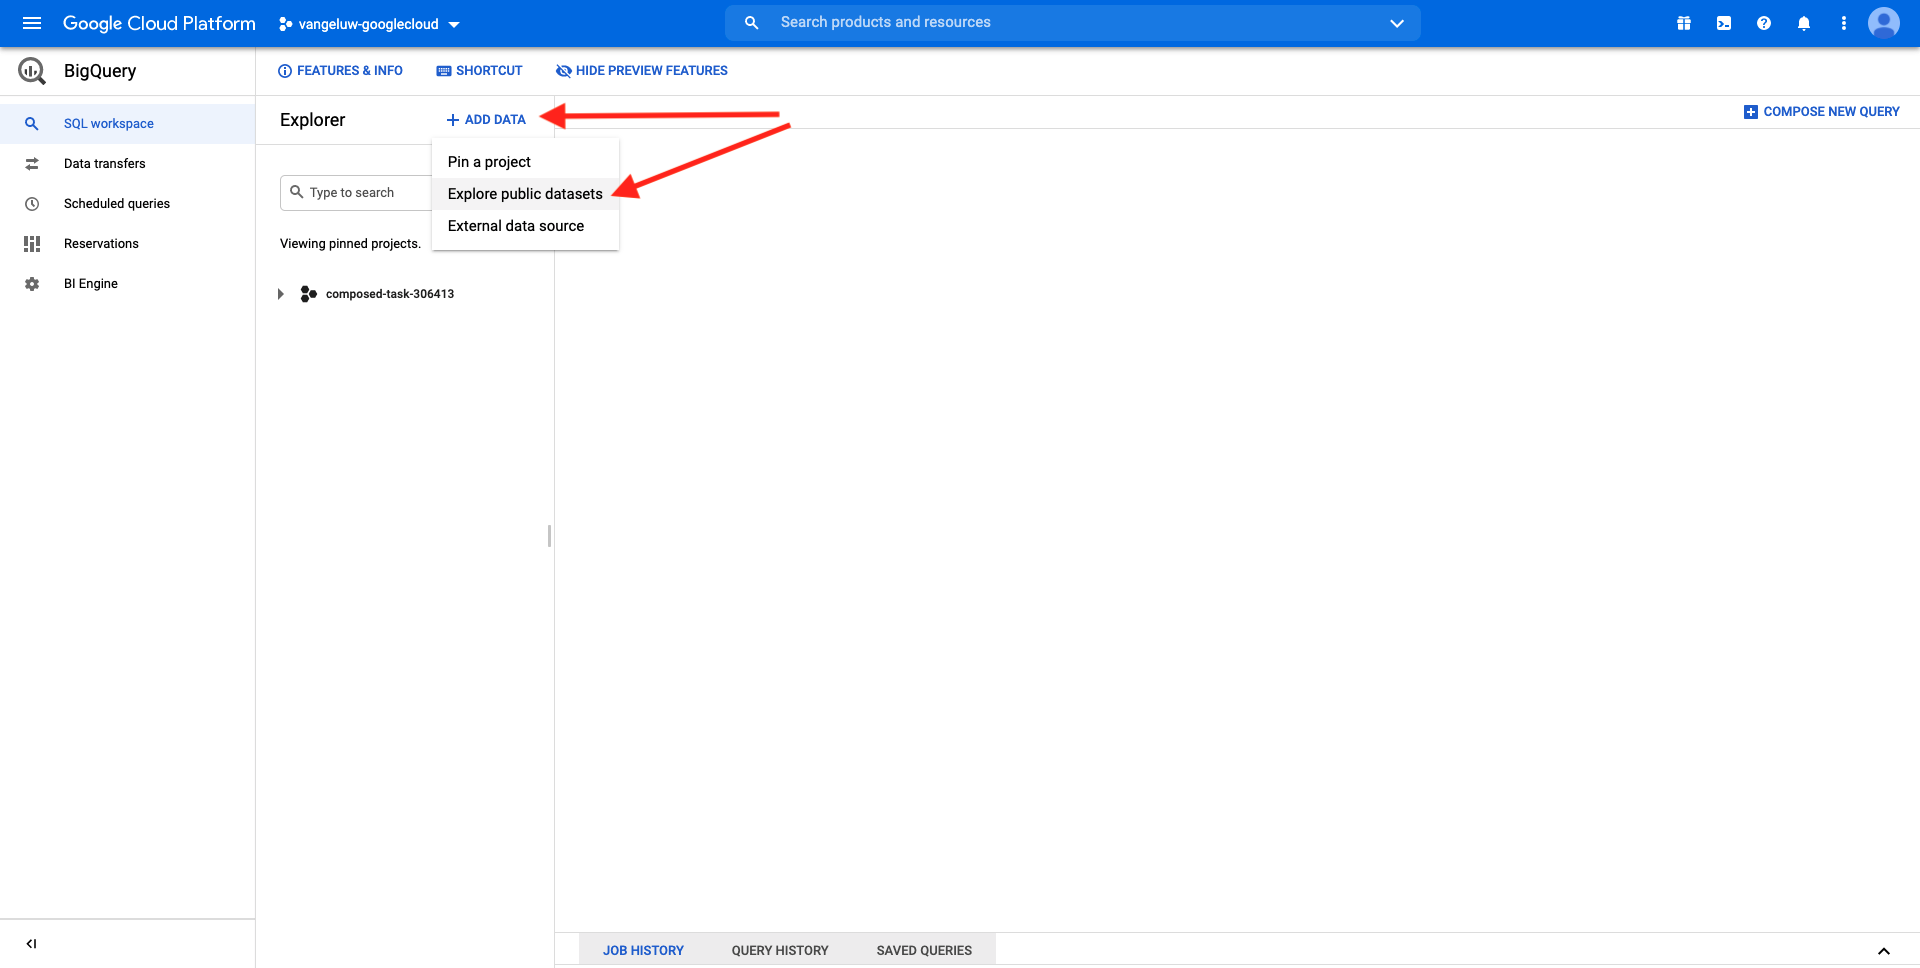 Google Cloud Platform
vangeluw-googlecloud
Search products and resources
BigQuery
FEATURES & INFO
SHORTCUT
HIDE PREVIEW FEATURES
SQL workspace
Data transfers
Scheduled queries
Reservations
BI Engine
Explorer
ADD DATA
COMPOSE NEW QUERY
Pin a project
Explore public datasets
External data source
Type to search
Viewing pinned projects.
composed-task-306413
JOB HISTORY
QUERY HISTORY
SAVED QUERIES